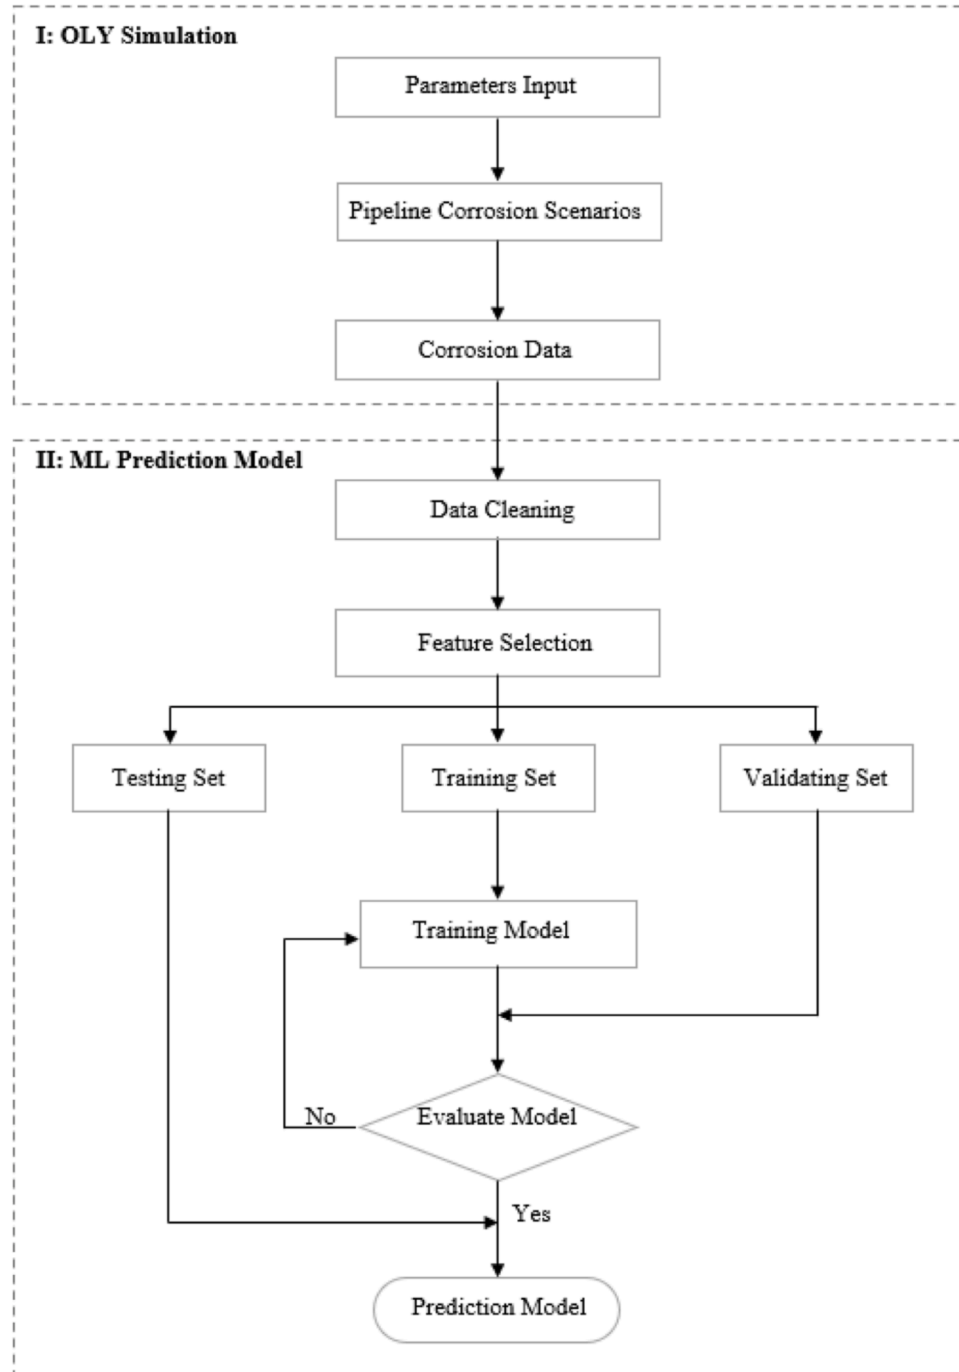 I: OLY Simulation
Parameters Input
Pipeline Corrosion Scenarios
Corrosion Data
II: ML Prediction Model
Data Cleaning
Feature Selection
Testing Set
Training Set
Validating Set
Training Model
Evaluate Model
No
Yes
Prediction Model